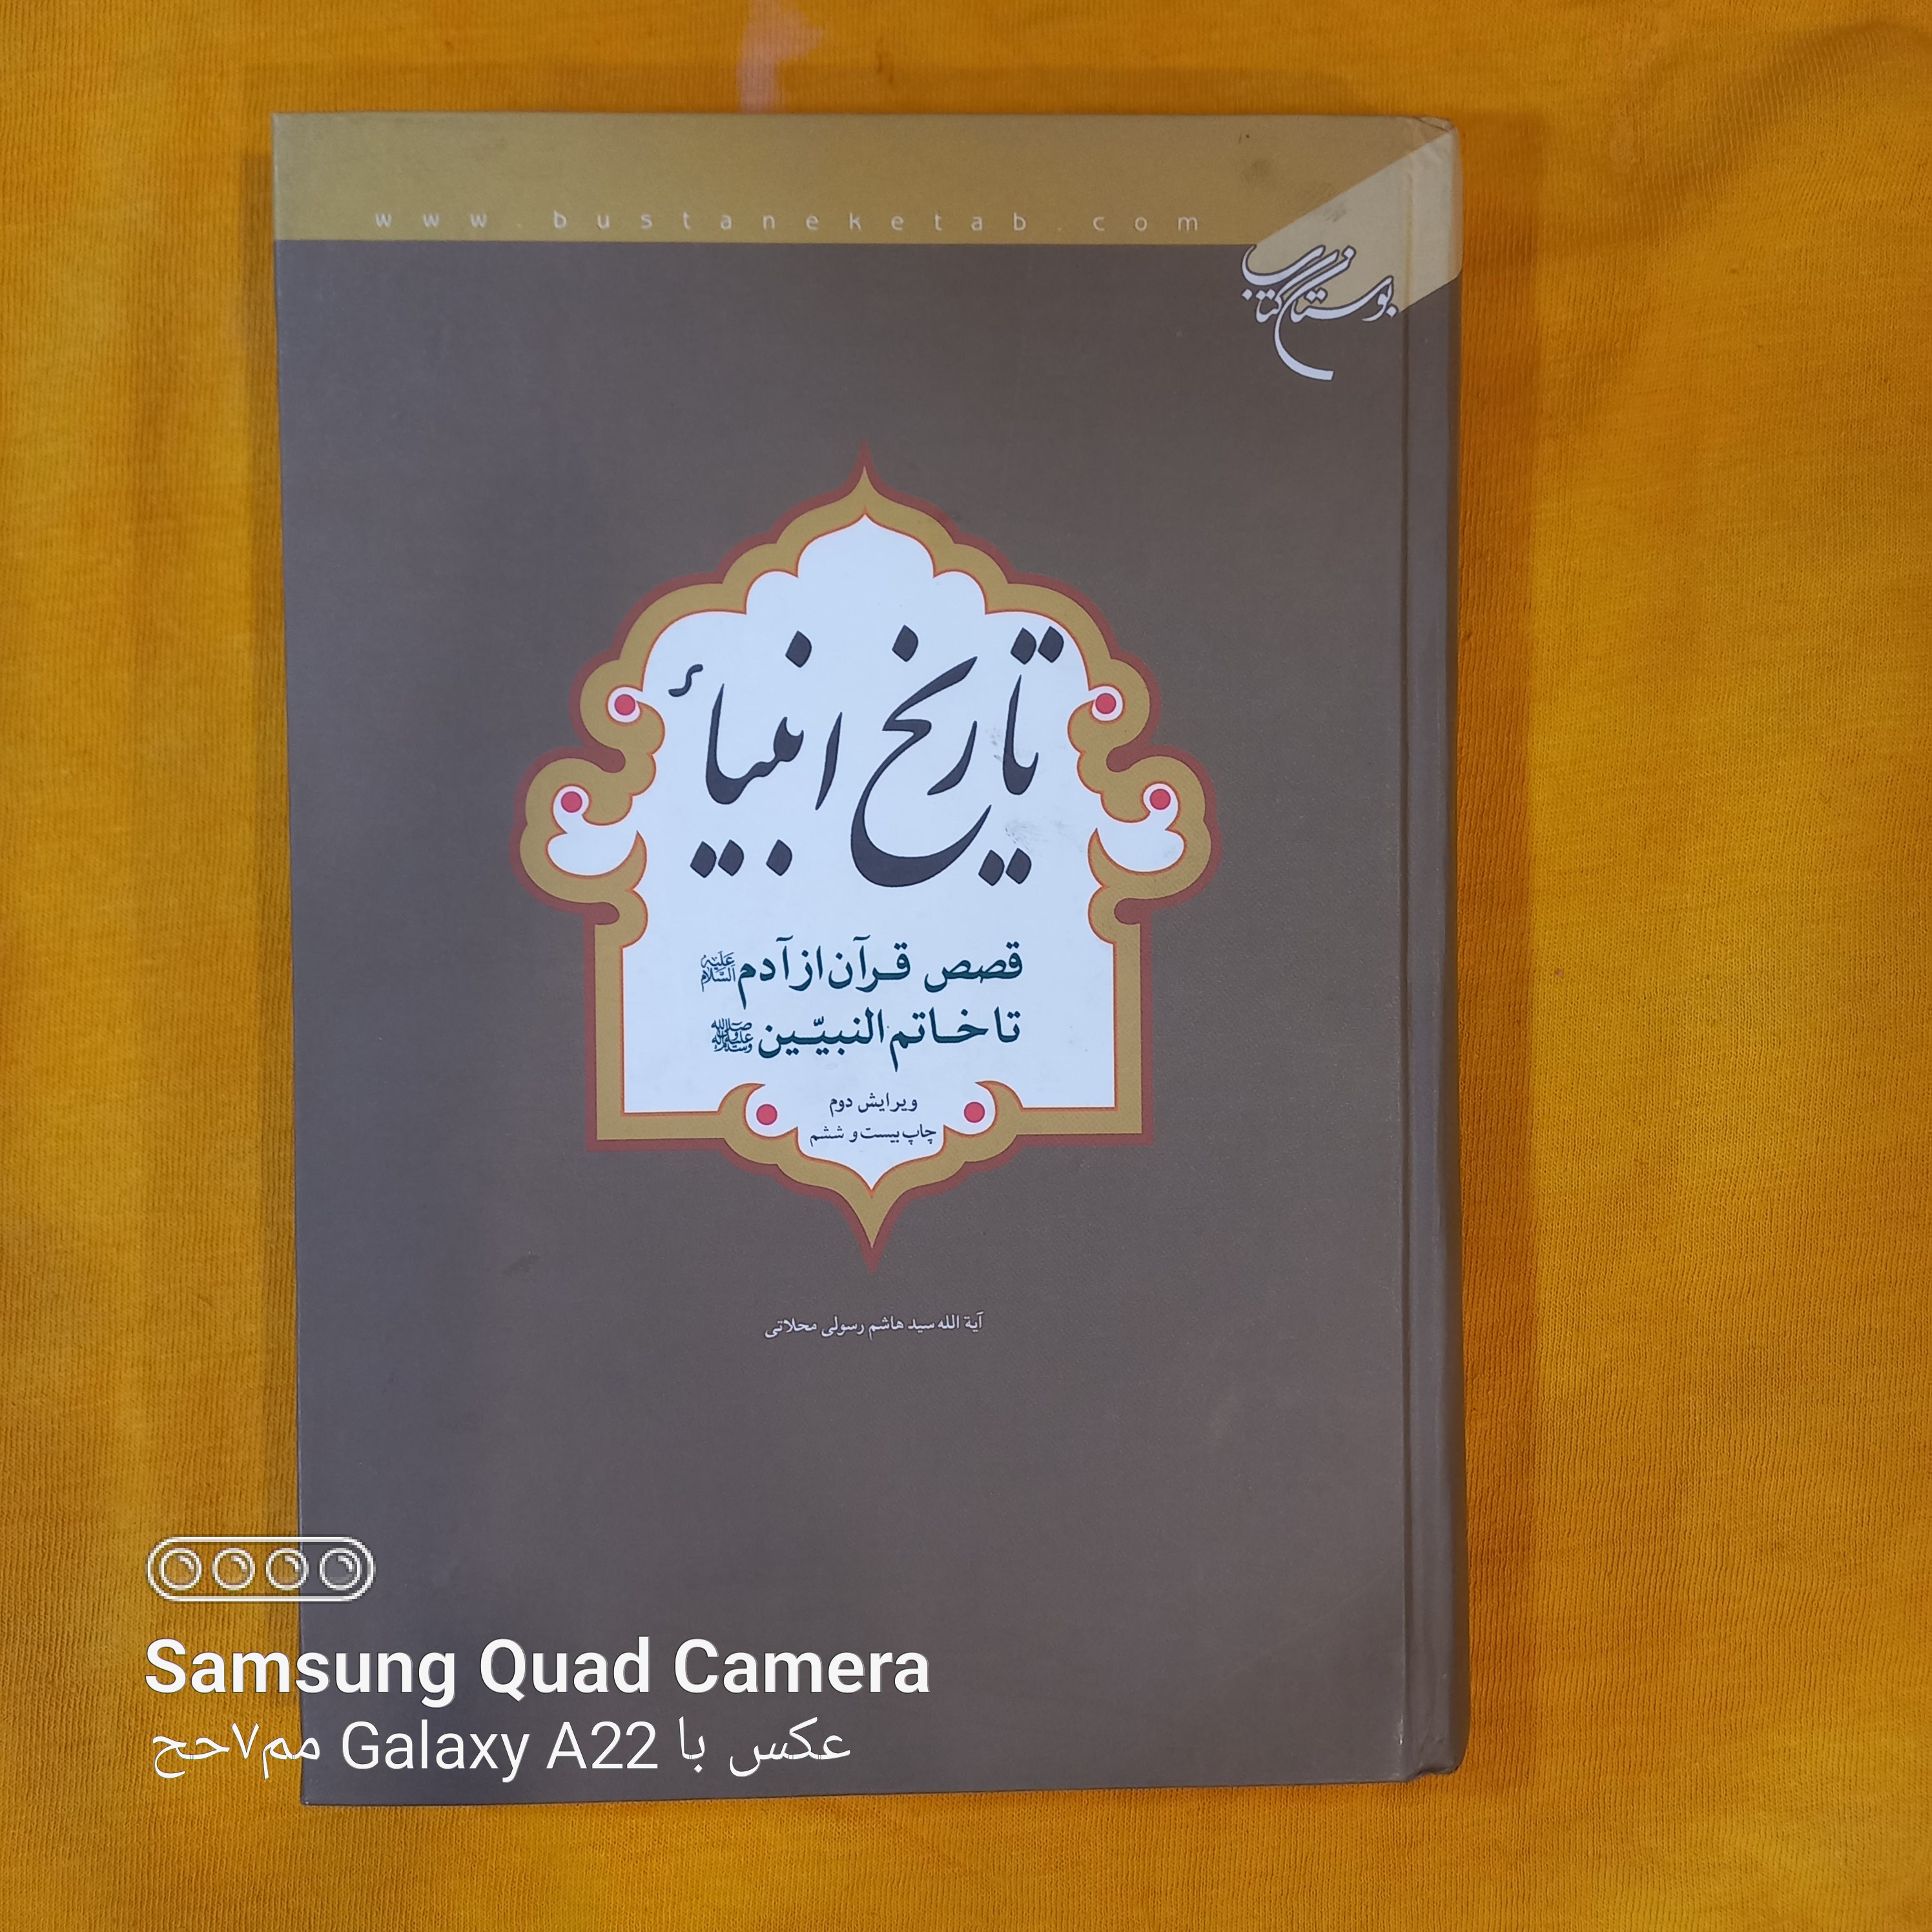 www.bustaneketab.com
بوستان کتاب
تاریخ انبیاء
قصص قرآن از آدم علیه السلام
تا خاتم النبیّین صلی الله علیه وآله وسلم
ویرایش دوم
چاپ بیست و ششم
آیة الله سید هاشم رسولی محلاتی
Samsung Quad Camera
عکس با Galaxy A22 مم۷حح